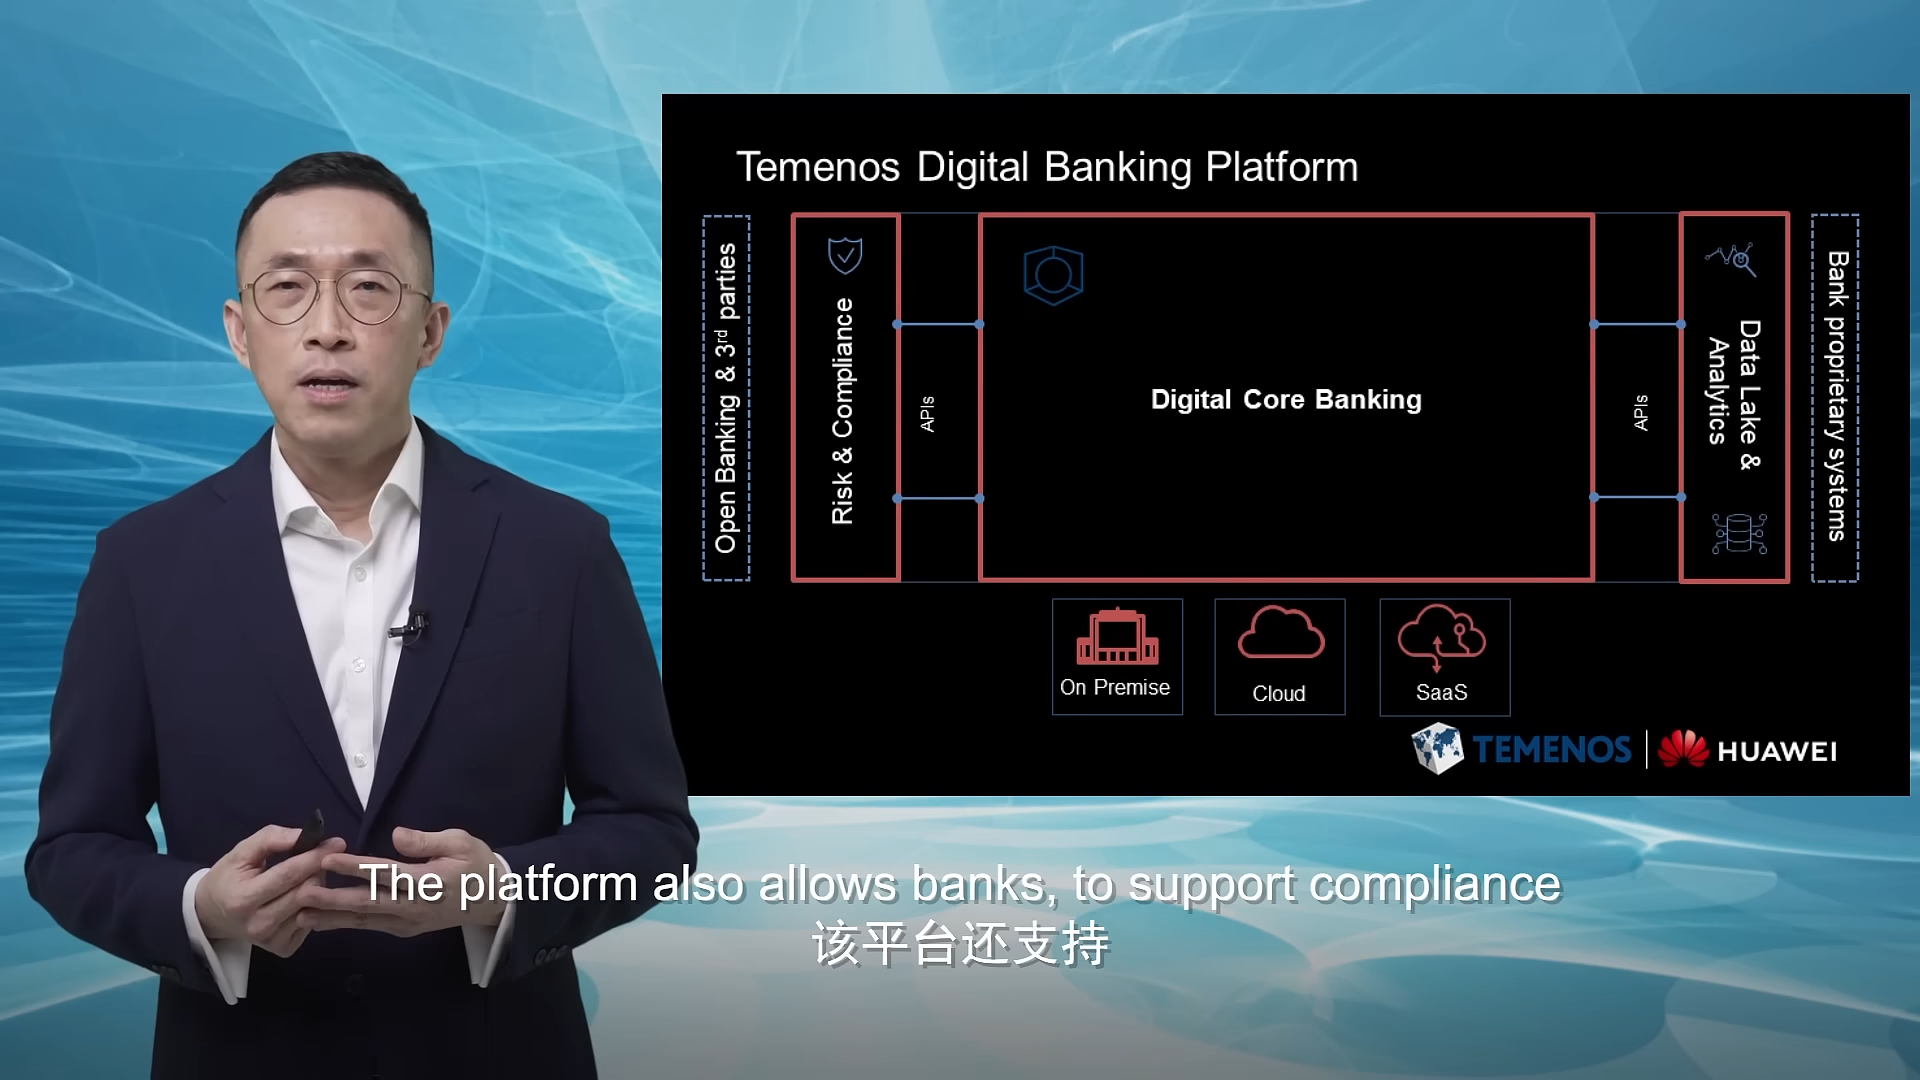 Temenos Digital Banking Platform
Open Banking & 3rd parties
Risk & Compliance
APIs
Digital Core Banking
APIs
Data Lake &
Analytics
Bank proprietary systems
On Premise
Cloud
SaaS
TEMENOS
HUAWEI
The platform also allows banks, to support compliance
该平台还支持